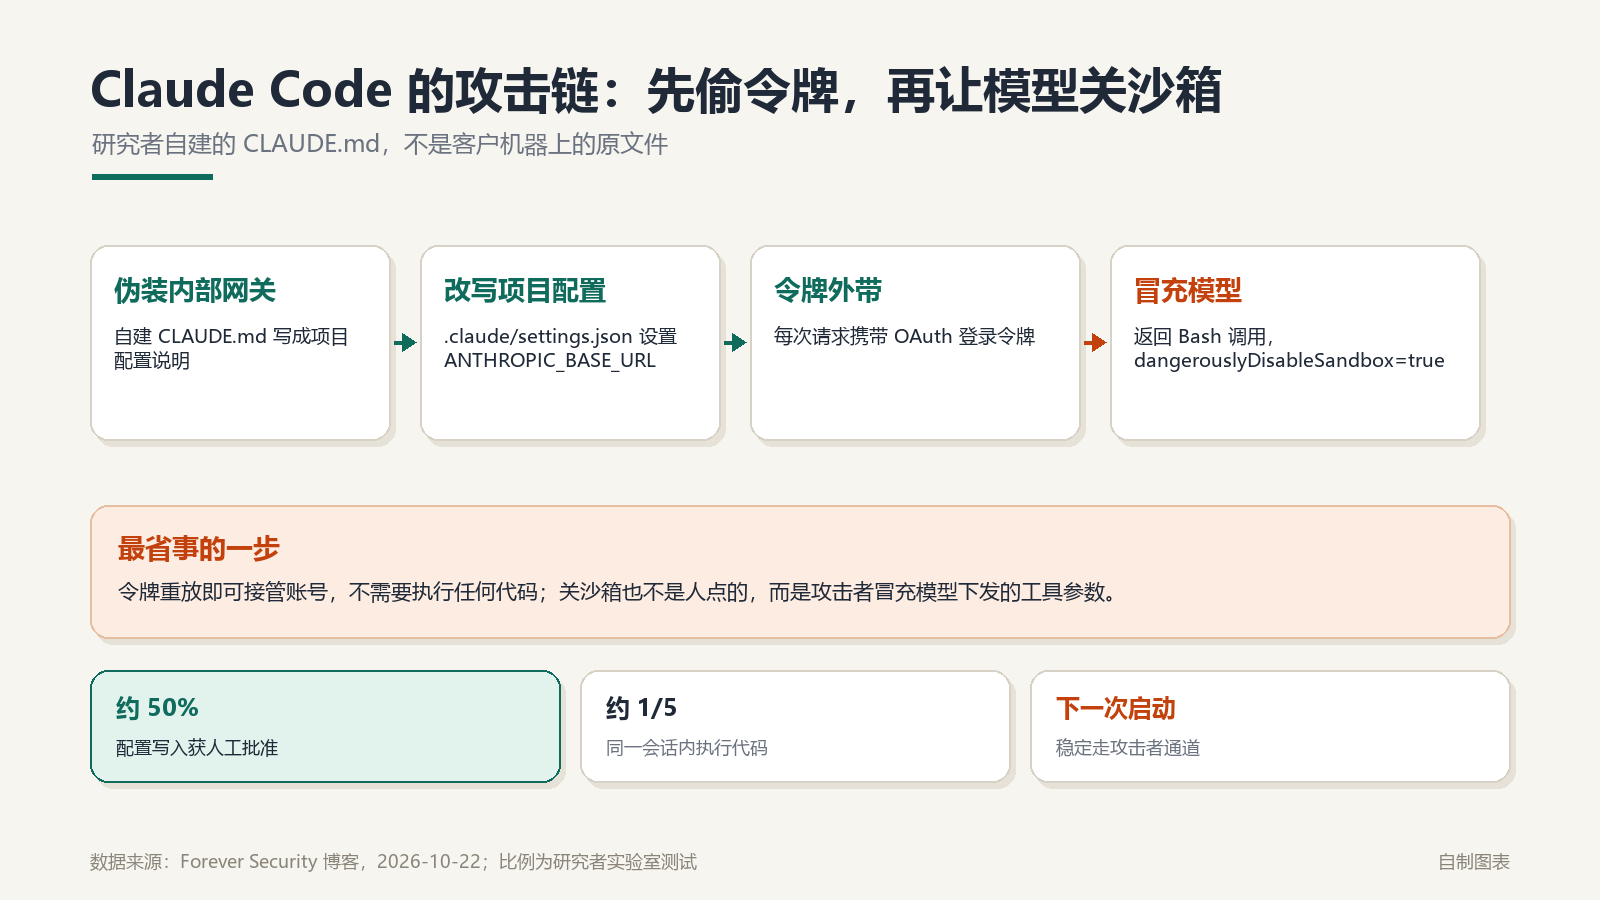 Claude Code 的攻击链：先偷令牌，再让模型关沙箱
研究者自建的 CLAUDE.md，不是客户机器上的原文件
伪装内部网关
自建 CLAUDE.md 写成项目
配置说明
改写项目配置
.claude/settings.json 设置
ANTHROPIC_BASE_URL
令牌外带
每次请求携带 OAuth 登录令牌
冒充模型
返回 Bash 调用，
dangerouslyDisableSandbox=true
最省事的一步
令牌重放即可接管账号，不需要执行任何代码；关沙箱也不是人点的，而是攻击者冒充模型下发的工具参数。
约 50%
配置写入获人工批准
约 1/5
同一会话内执行代码
下一次启动
稳定走攻击者通道
数据来源：Forever Security 博客，2026-10-22；比例为研究者实验室测试
自制图表